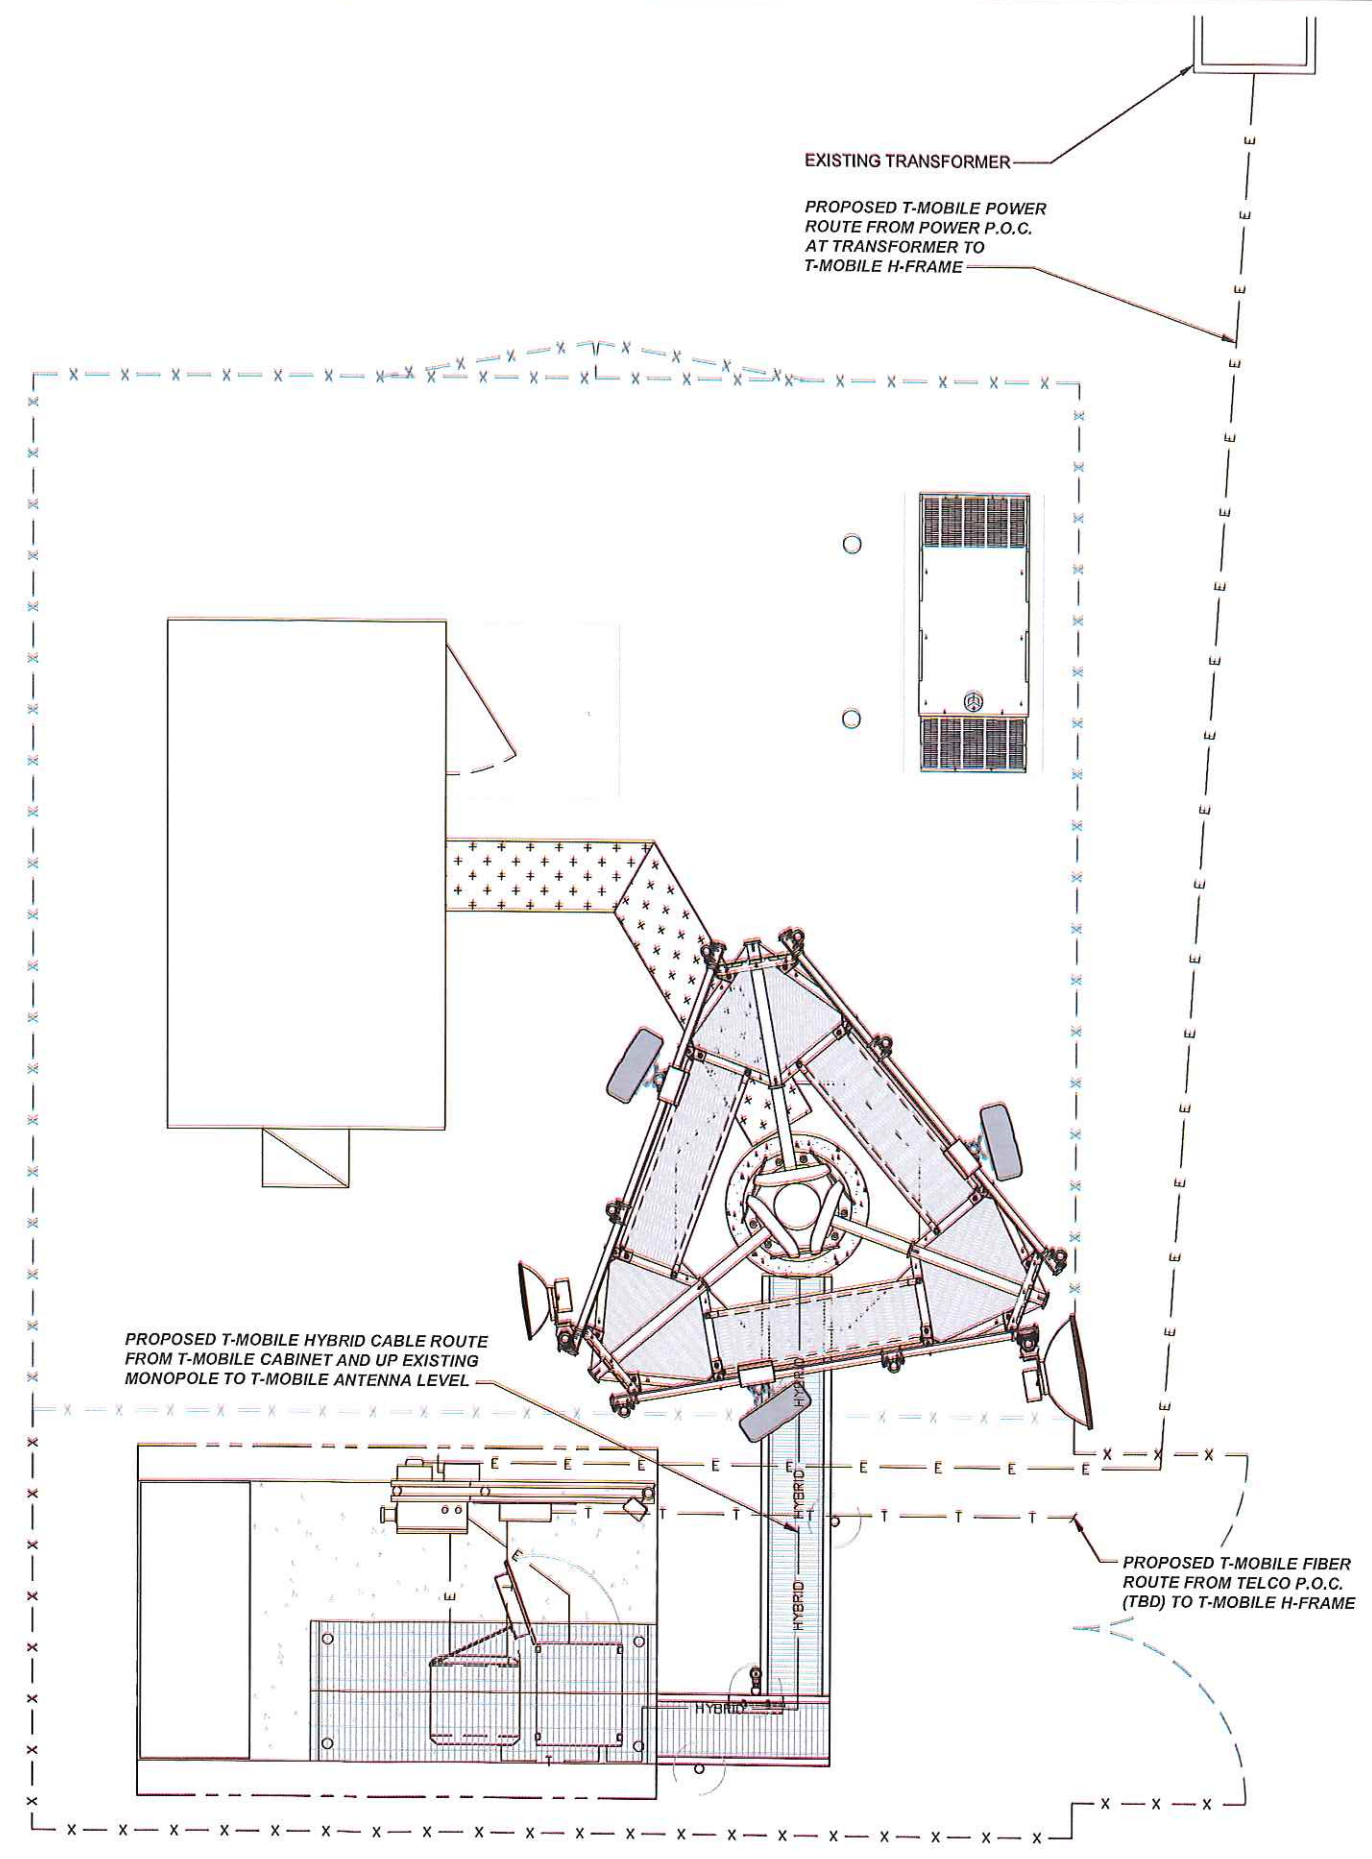 EXISTING TRANSFORMER
PROPOSED T-MOBILE POWER
ROUTE FROM POWER P.O.C.
AT TRANSFORMER TO
T-MOBILE H-FRAME
PROPOSED T-MOBILE HYBRID CABLE ROUTE
FROM T-MOBILE CABINET AND UP EXISTING
MONOPOLE TO T-MOBILE ANTENNA LEVEL
HYBRID
HYBRID
HYBRID
HYBRID
PROPOSED T-MOBILE FIBER
ROUTE FROM TELCO P.O.C.
(TBD) TO T-MOBILE H-FRAME